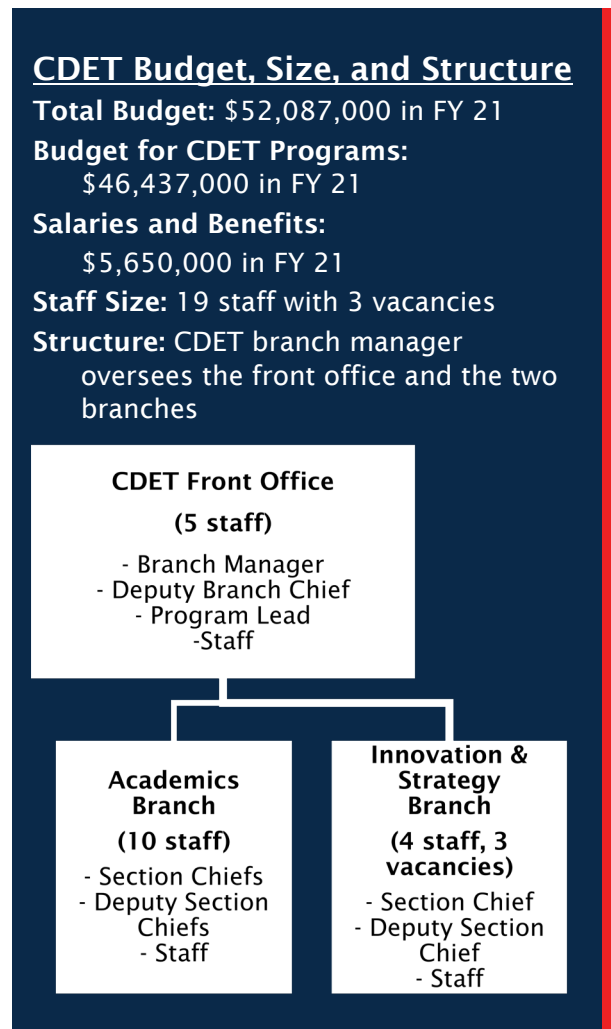 CDET Budget, Size, and Structure
Total Budget: $52,087,000 in FY 21
Budget for CDET Programs:
$46,437,000 in FY 21
Salaries and Benefits:
$5,650,000 in FY 21
Staff Size: 19 staff with 3 vacancies
Structure: CDET branch manager
oversees the front office and the two
branches
CDET Front Office
(5 staff)
- Branch Manager
- Deputy Branch Chief
- Program Lead
-Staff
Academics
Branch
(10 staff)
- Section Chiefs
- Deputy Section
Chiefs
- Staff
Innovation &
Strategy
Branch
(4 staff, 3
vacancies)
- Section Chief
- Deputy Section
Chief
- Staff